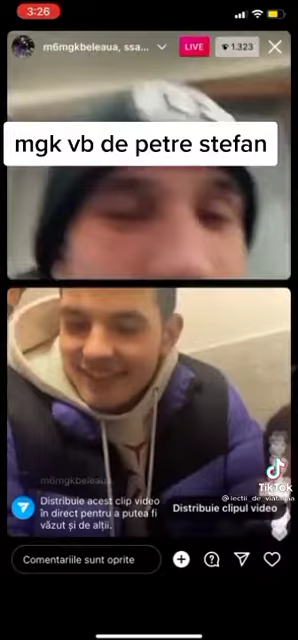 3:26
m6mgkbeleaua, ssa...
LIVE
1.323
mgk vb de petre stefan
m6mgkbeleaua
Distribuie acest clip video
în direct pentru a putea fi
văzut și de alții.
Distribuie clipul video
TikTok
Comentariile sunt oprite